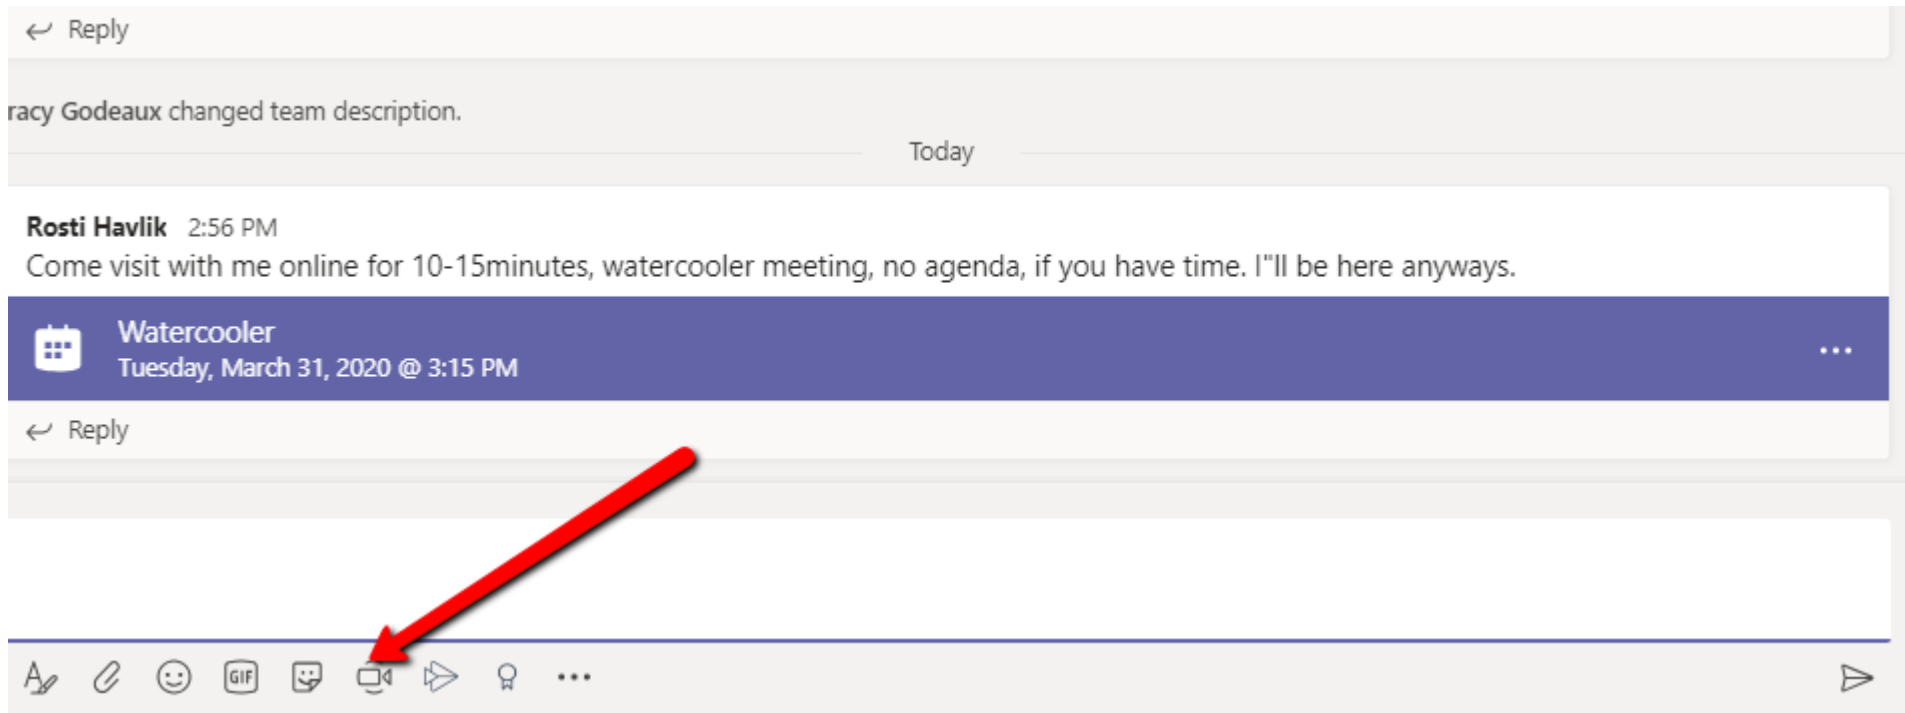 Reply
racy Godeaux changed team description.
Today
Rosti Havlik 2:56 PM
Come visit with me online for 10-15minutes, watercooler meeting, no agenda, if you have time. I"ll be here anyways.
Watercooler
Tuesday, March 31, 2020 @ 3:15 PM
Reply
GIF